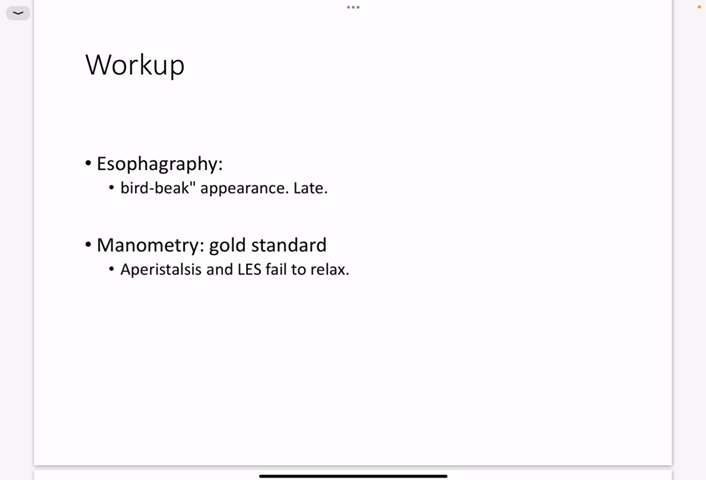 Workup
• Esophagraphy:
• bird-beak" appearance. Late.
• Manometry: gold standard
• Aperistalsis and LES fail to relax.